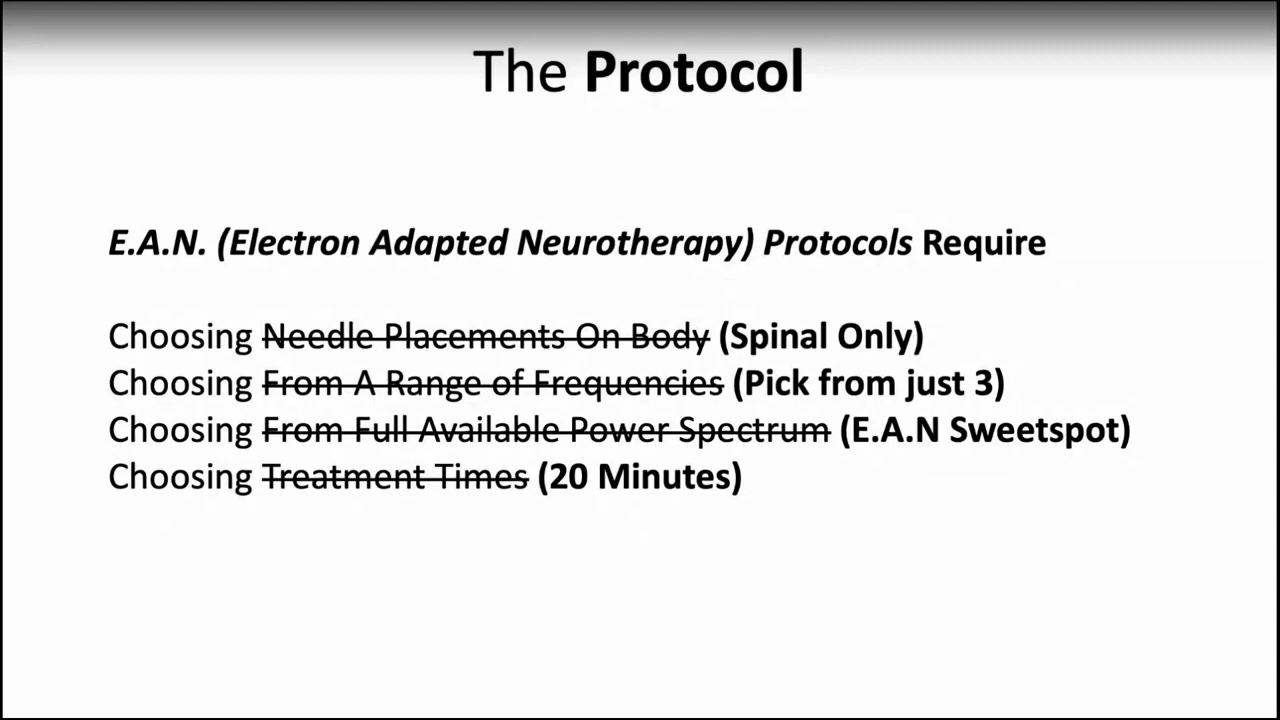 The Protocol
E.A.N. (Electron Adapted Neurotherapy) Protocols Require
Choosing Needle Placements On Body (Spinal Only)
Choosing From A Range of Frequencies (Pick from just 3)
Choosing From Full Available Power Spectrum (E.A.N Sweetspot)
Choosing Treatment Times (20 Minutes)